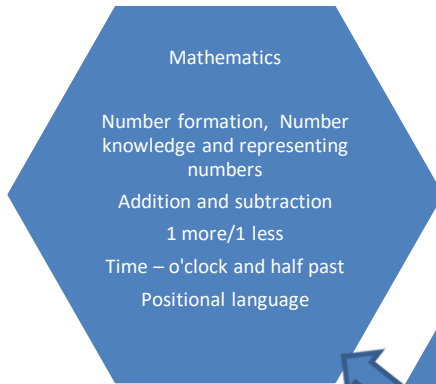 Mathematics
Number formation,  Number
knowledge and representing
numbers
Addition and subtraction
1 more/1 less
Time – o'clock and half past
Positional language